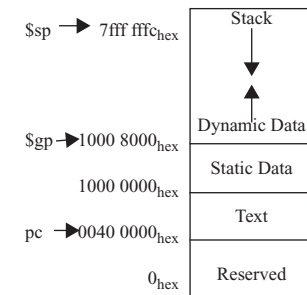 $sp 7fff fffchex
Stack
Dynamic Data
$gp 1000 8000hex
Static Data
1000 0000hex
Text
pc 0040 0000hex
0hex
Reserved